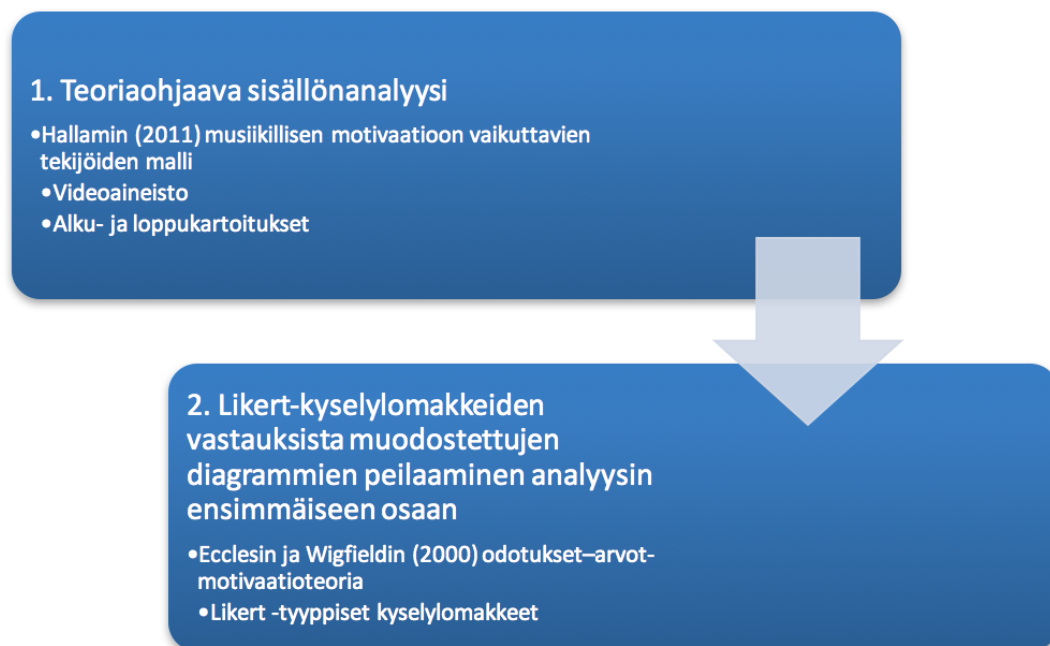 1. Teoriaohjaava sisällönanalyysi
•Hallamin (2011) musiikillisen motivaatioon vaikuttavien
tekijöiden malli
•Videoaineisto
•Alku- ja loppukartoitukset
2. Likert-kyselylomakkeiden
vastauksista muodostettujen
diagrammien peilaaminen analyysin
ensimmäiseen osaan
•Ecclesin ja Wigfieldin (2000) odotukset–arvot-
motivaatioteoria
•Likert -tyyppiset kyselylomakkeet